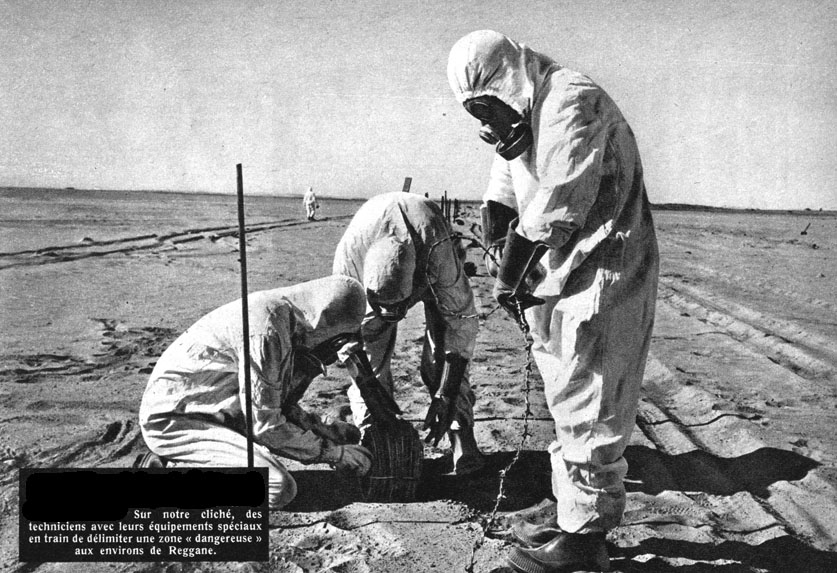 Sur notre cliché, des
techniciens avec leurs équipements spéciaux
en train de délimiter une zone « dangereuse »
aux environs de Reggane.